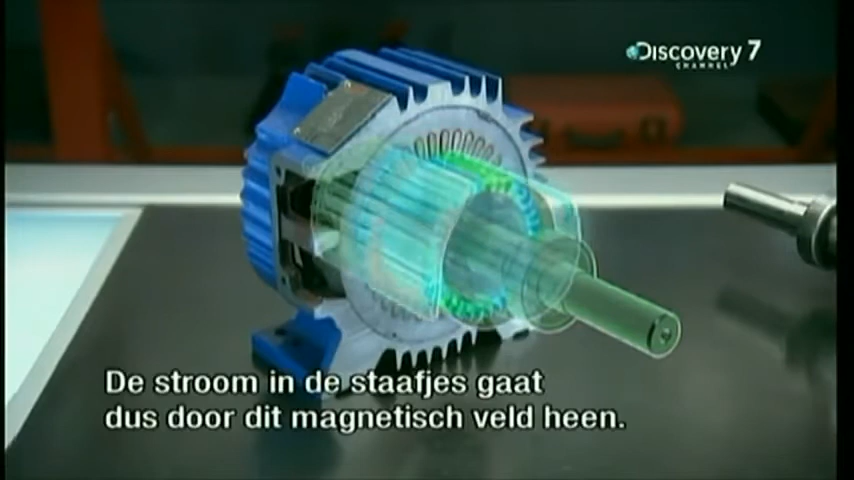 Discovery 7
CHANNEL
De stroom in de staafjes gaat
dus door dit magnetisch veld heen.